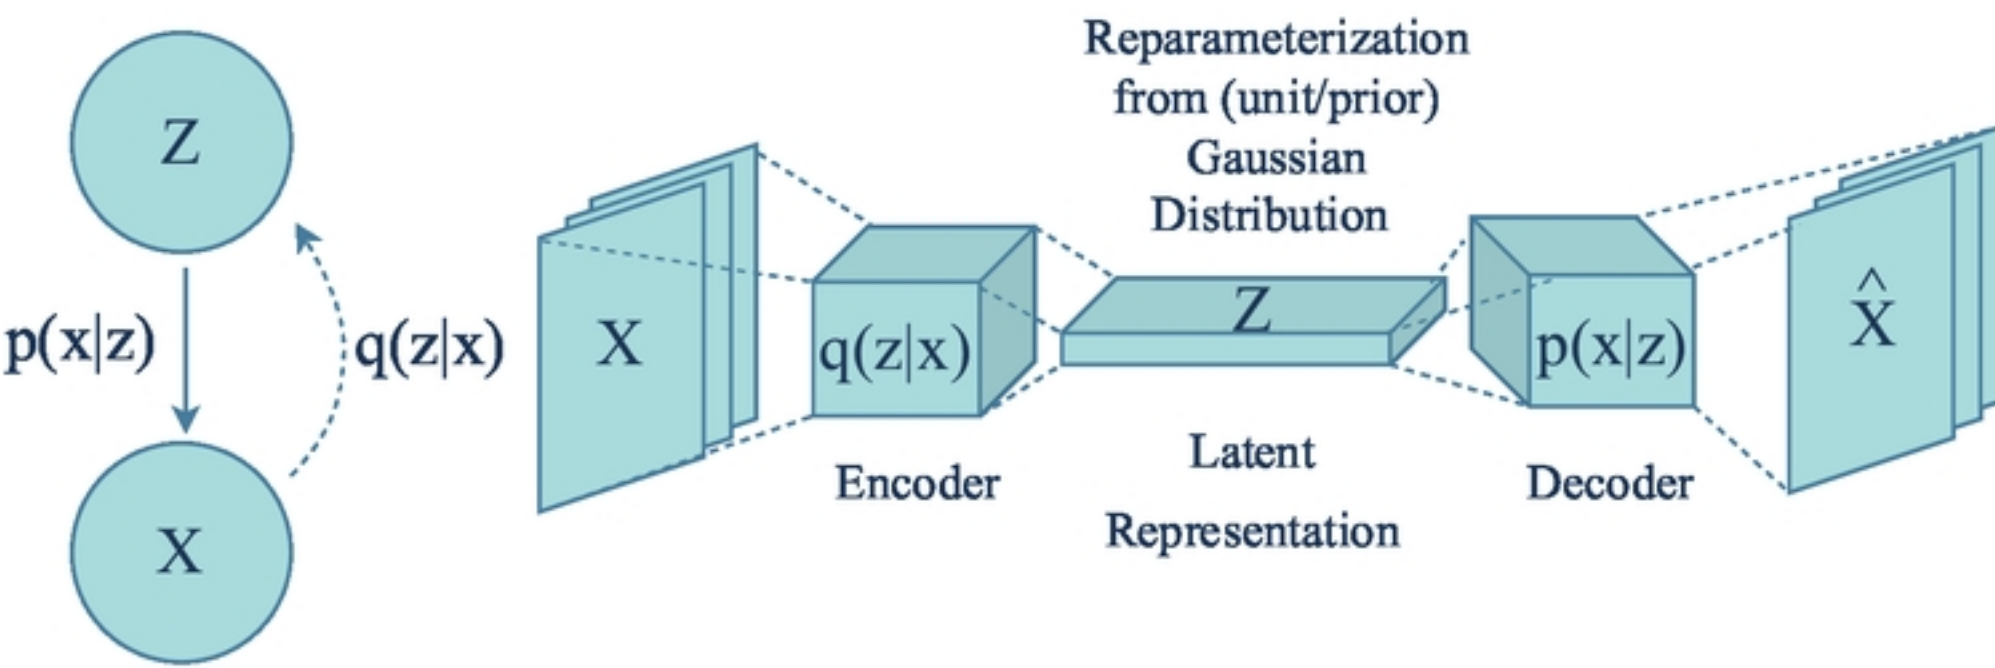 Z
p(x|z)
q(z|x)
X
X
q(z|x)
Encoder
Reparameterization
from (unit/prior)
Gaussian
Distribution
Z
Latent
Representation
p(x|z)
Decoder
X̂